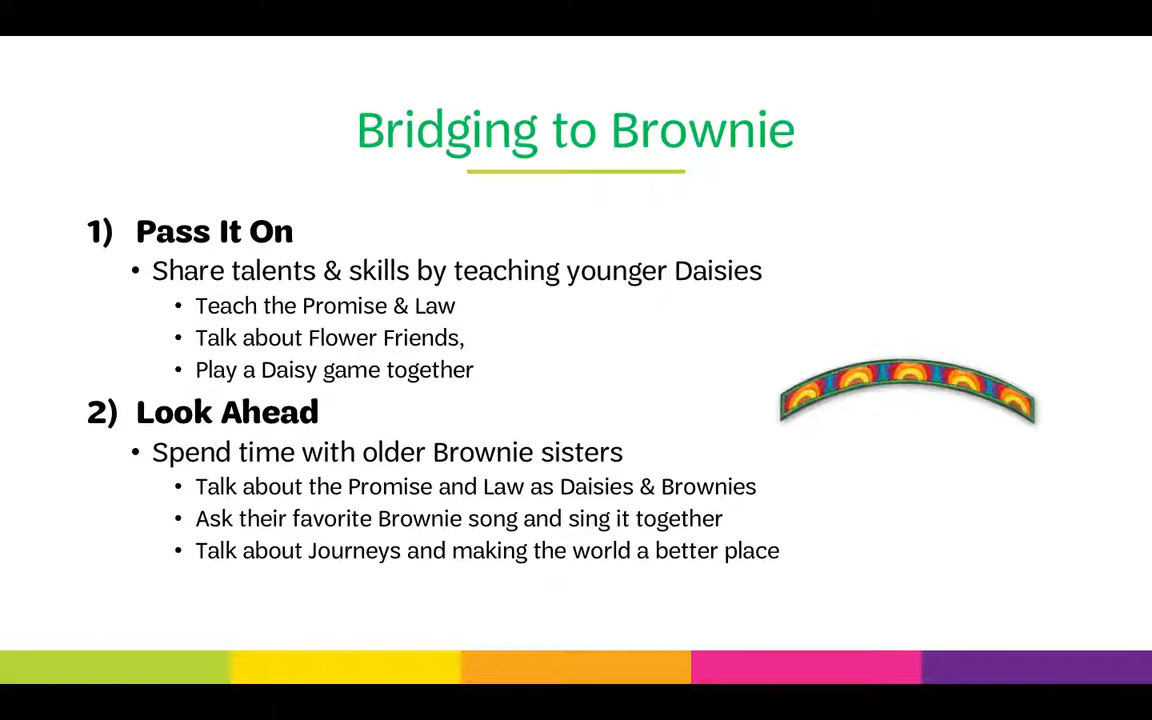 Bridging to Brownie
1) Pass It On
• Share talents & skills by teaching younger Daisies
• Teach the Promise & Law
• Talk about Flower Friends,
• Play a Daisy game together
2) Look Ahead
• Spend time with older Brownie sisters
• Talk about the Promise and Law as Daisies & Brownies
• Ask their favorite Brownie song and sing it together
• Talk about Journeys and making the world a better place